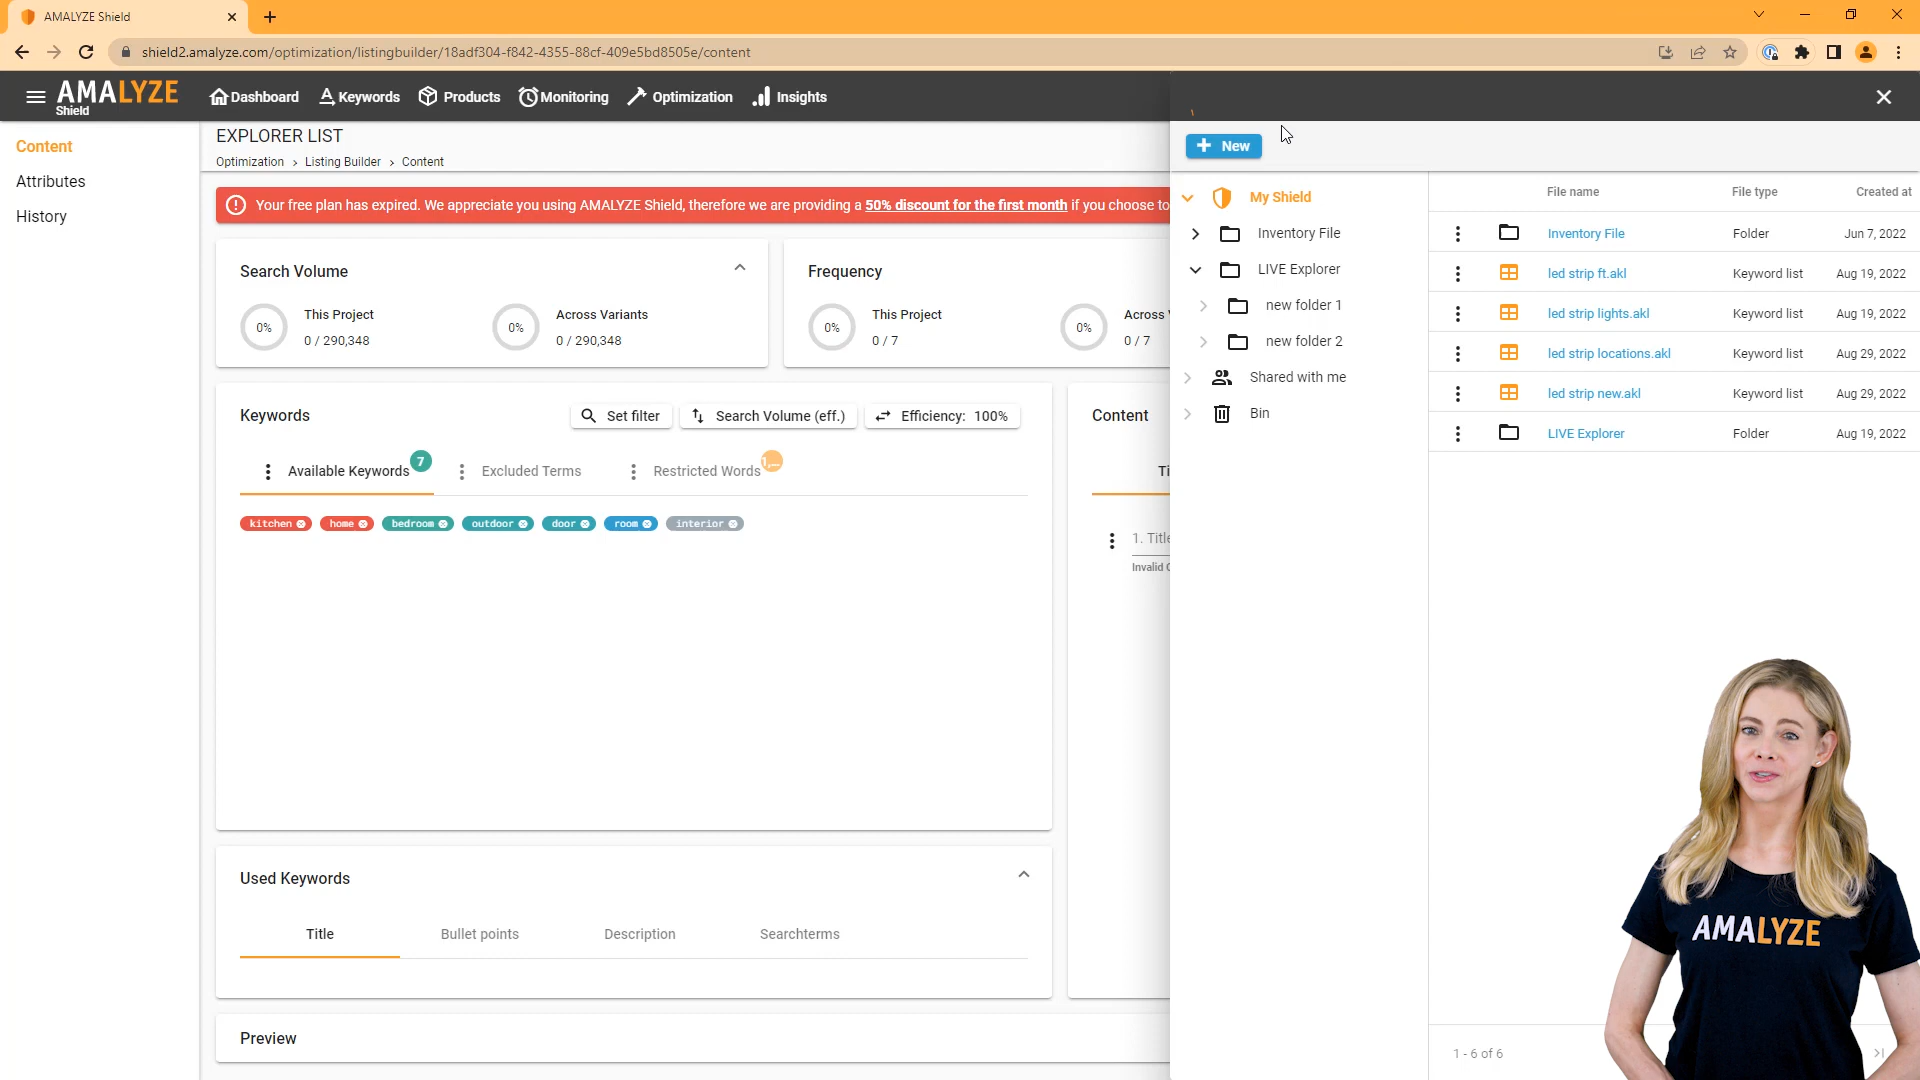 AMALYZE Shield
shield2.amalyze.com/optimization/listingbuilder/18adf304-f842-4355-88cf-409e5bd8505e/content
AMALYZE
Shield
Dashboard
Keywords
Products
Monitoring
Optimization
Insights
Content
Attributes
History
EXPLORER LIST
Optimization > Listing Builder > Content
Your free plan has expired. We appreciate you using AMALYZE Shield, therefore we are providing a 50% discount for the first month if you choose to
Search Volume
0%
This Project
0 / 290,348
0%
Across Variants
0 / 290,348
Frequency
0%
This Project
0 / 7
0%
Across
0 / 7
Keywords
Set filter
Search Volume (eff.)
Efficiency: 100%
Available Keywords
7
Excluded Terms
Restricted Words
1,...
kitchen
home
bedroom
outdoor
door
room
interior
Content
1. Title
Invalid
Used Keywords
Title
Bullet points
Description
Searchterms
Preview
+ New
My Shield
Inventory File
LIVE Explorer
new folder 1
new folder 2
Shared with me
Bin
File name File type Created at
Inventory File Folder Jun 7, 2022
led strip ft.akl Keyword list Aug 19, 2022
led strip lights.akl Keyword list Aug 19, 2022
led strip locations.akl Keyword list Aug 29, 2022
led strip new.akl Keyword list Aug 29, 2022
LIVE Explorer Folder Aug 19, 2022
1 - 6 of 6
AMALYZE